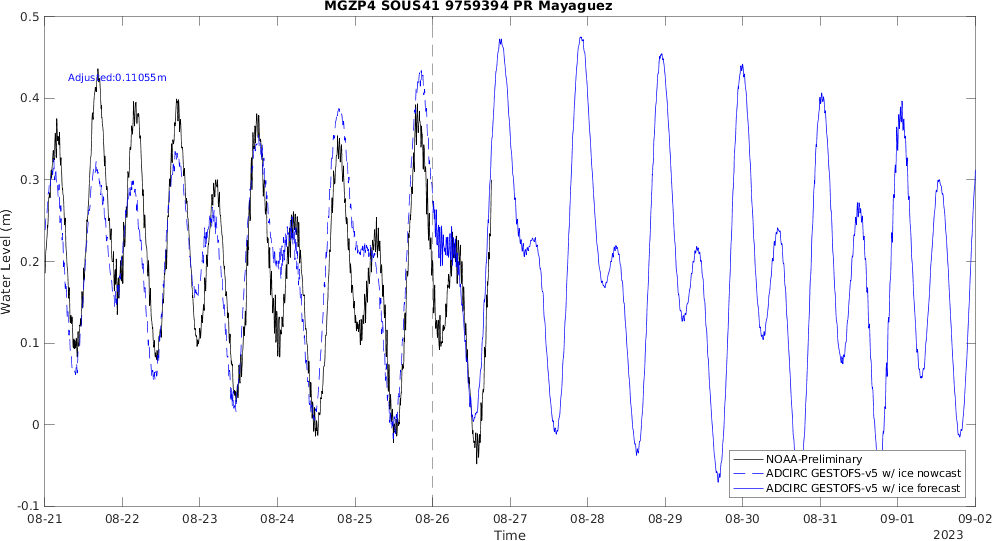 MGZP4 SOUS41 9759394 PR Mayaguez
Adjusted:0.11055m
Water Level (m)
0.5
0.4
0.3
0.2
0.1
0
-0.1
NOAA-Preliminary
ADCIRC GESTOFS-v5 w/ ice nowcast
ADCIRC GESTOFS-v5 w/ ice forecast
08-21 08-22 08-23 08-24 08-25 08-26 08-27 08-28 08-29 08-30 08-31 09-01 09-02
Time
2023